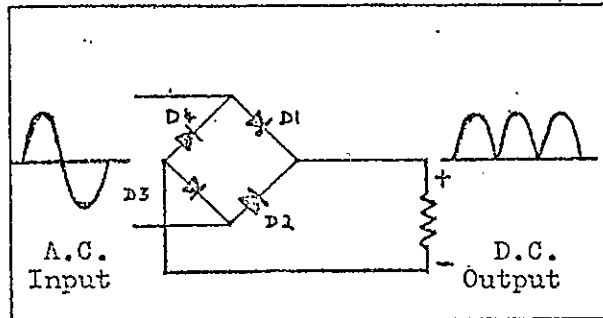 D4
D1
D3
D2
+
-
A.C.
Input
D.C.
Output